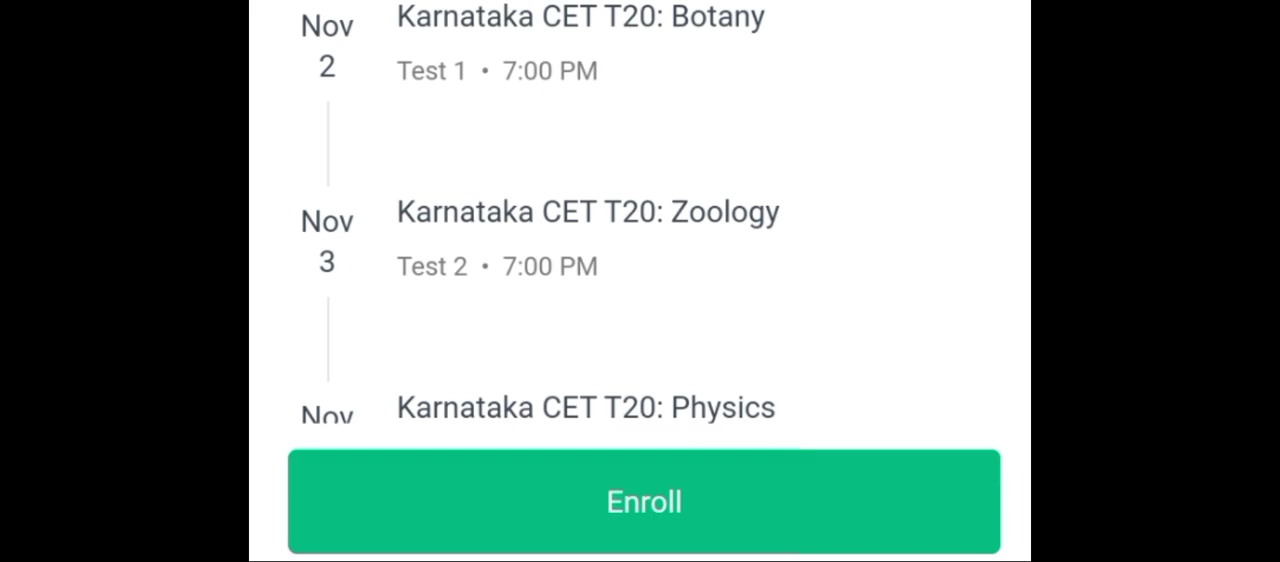 Nov
2
Karnataka CET T20: Botany
Test 1 • 7:00 PM
Nov
3
Karnataka CET T20: Zoology
Test 2 • 7:00 PM
Nov
Karnataka CET T20: Physics
Enroll